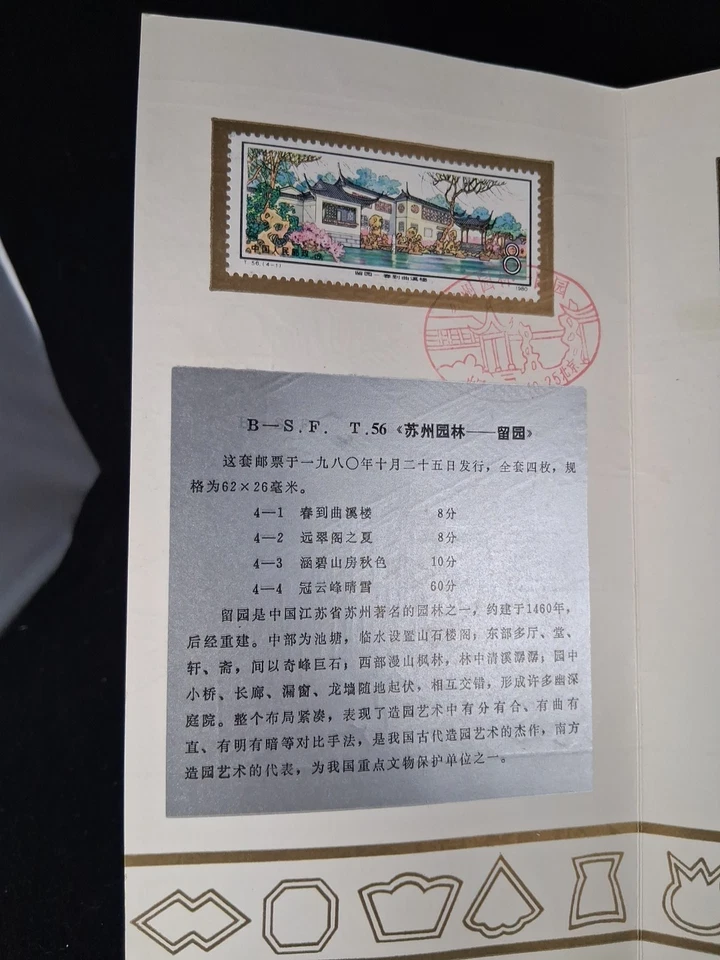 中国人民邮政
8
T.56.(4-1)
留园-春到曲溪楼
1980
25北京
B—S.F. T.56《苏州园林——留园》
这套邮票于一九八〇年十月二十五日发行，全套四枚，规
格为62×26毫米。
4—1 春到曲溪楼 8分
4—2 远翠阁之夏 8分
4—3 涵碧山房秋色 10分
4—4 冠云峰晴雪 60分
留园是中国江苏省苏州著名的园林之一，约建于1460年，
后经重建。中部为池塘，临水设置山石楼阁；东部多厅、堂、
轩、斋，间以奇峰巨石；西部漫山枫林，林中清溪潺潺；园中
小桥、长廊、漏窗、龙墙随地起伏，相互交错，形成许多幽深
庭院。整个布局紧凑，表现了造园艺术中有分有合、有曲有
直、有明有暗等对比手法，是我国古代造园艺术的杰作，南方
造园艺术的代表，为我国重点文物保护单位之一。